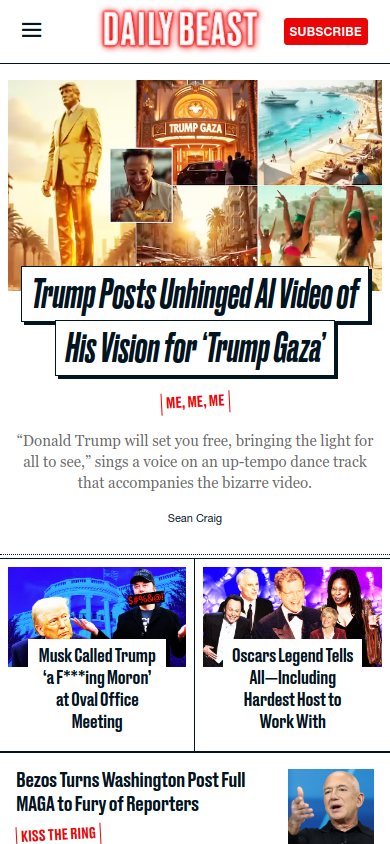 DAILY BEAST
SUBSCRIBE
TRUMP GAZA
Trump Posts Unhinged AI Video of
His Vision for ‘Trump Gaza’
ME, ME, ME
“Donald Trump will set you free, bringing the light for
all to see,” sings a voice on an up-tempo dance track
that accompanies the bizarre video.
Sean Craig
$#%&@!
Musk Called Trump
‘a F***ing Moron’
at Oval Office
Meeting
Oscars Legend Tells
All—Including
Hardest Host to
Work With
Bezos Turns Washington Post Full
MAGA to Fury of Reporters
KISS THE RING